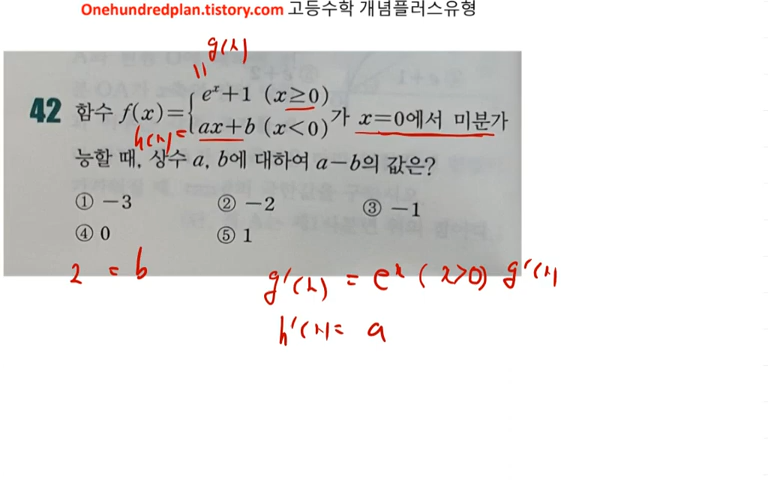 Onehundredplan.tistory.com 고등수학 개념플러스유형
g(x)
42 함수 f(x)={ e^x+1 (x≥0)
h(x)= ax+b (x<0) 가 x=0에서 미분가
능할 때, 상수 a, b에 대하여 a-b의 값은?
① -3 ② -2 ③ -1
④ 0 ⑤ 1
2 = b
g'(x) = e^x (x>0) g'(x)
h'(x)= a